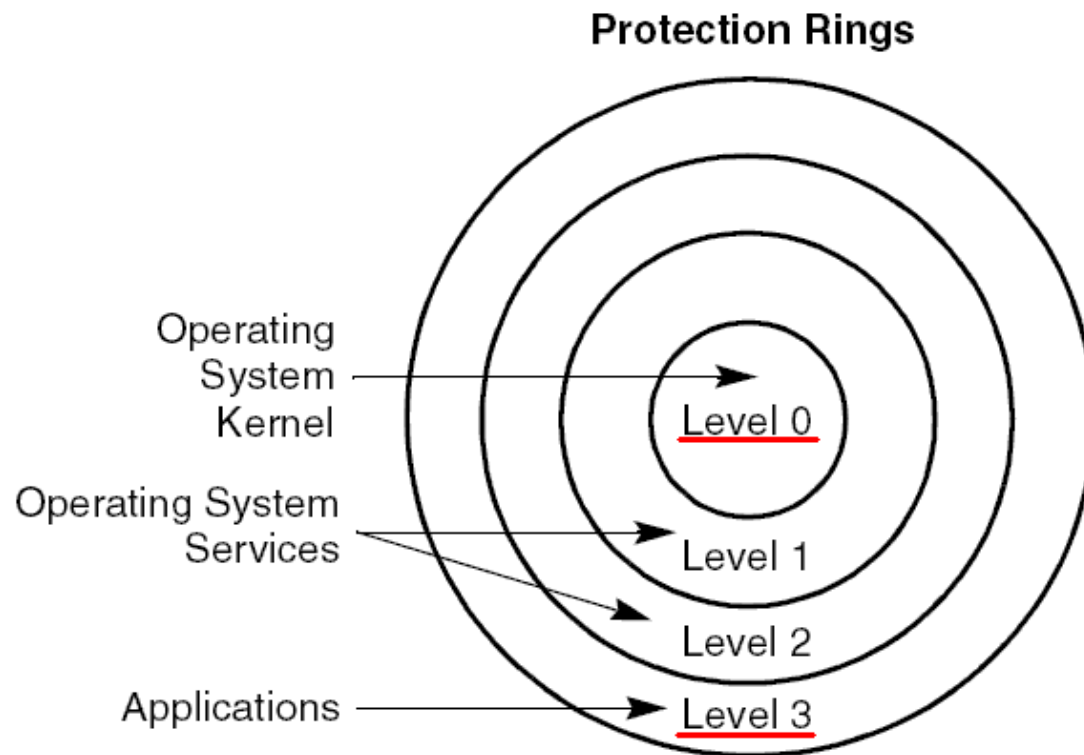 Protection Rings
Operating
System
Kernel
Level 0
Operating System
Services
Level 1
Level 2
Applications
Level 3